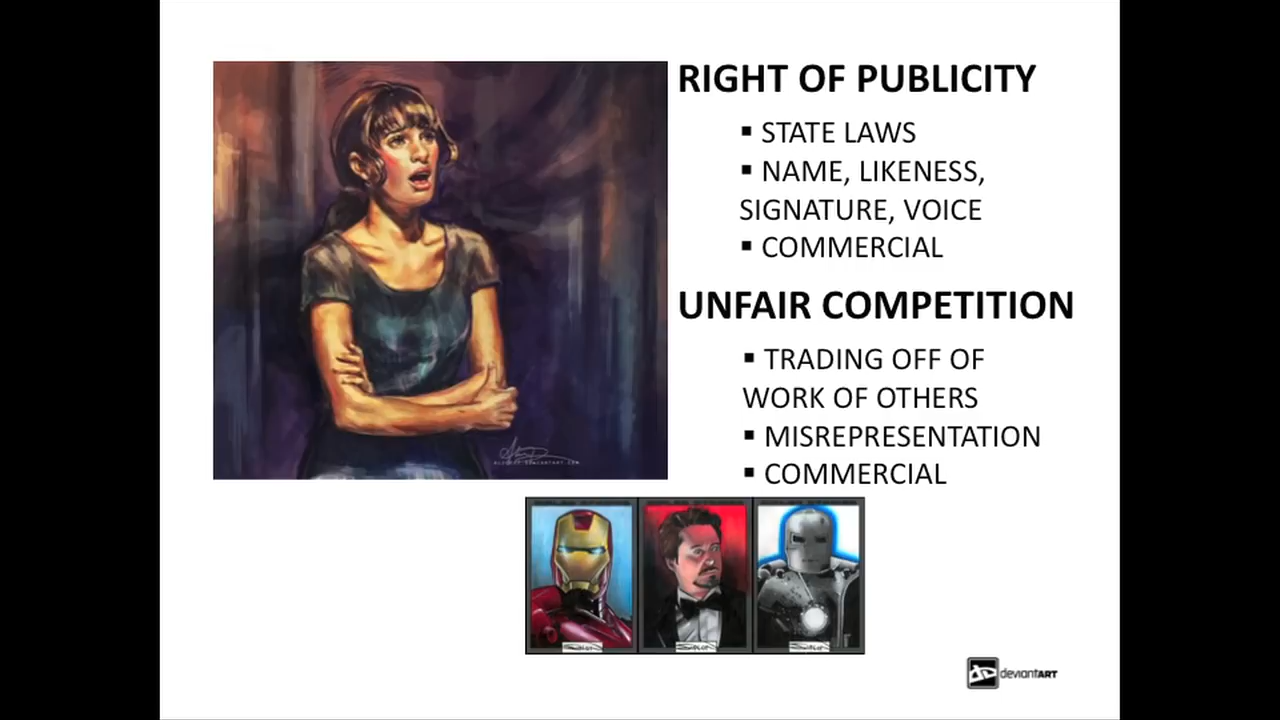 RIGHT OF PUBLICITY
▪ STATE LAWS
▪ NAME, LIKENESS,
SIGNATURE, VOICE
▪ COMMERCIAL
UNFAIR COMPETITION
▪ TRADING OFF OF
WORK OF OTHERS
▪ MISREPRESENTATION
▪ COMMERCIAL
deviantART